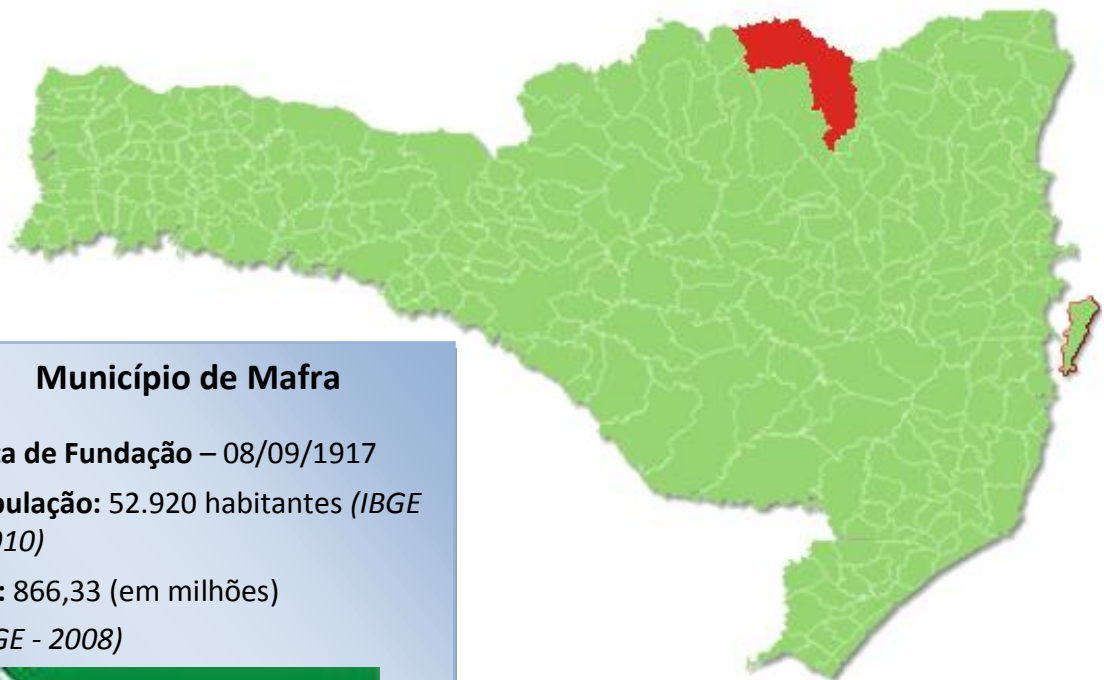 Município de Mafra
ta de Fundação – 08/09/1917
pulação: 52.920 habitantes (IBGE
010)
: 866,33 (em milhões)
GE - 2008)